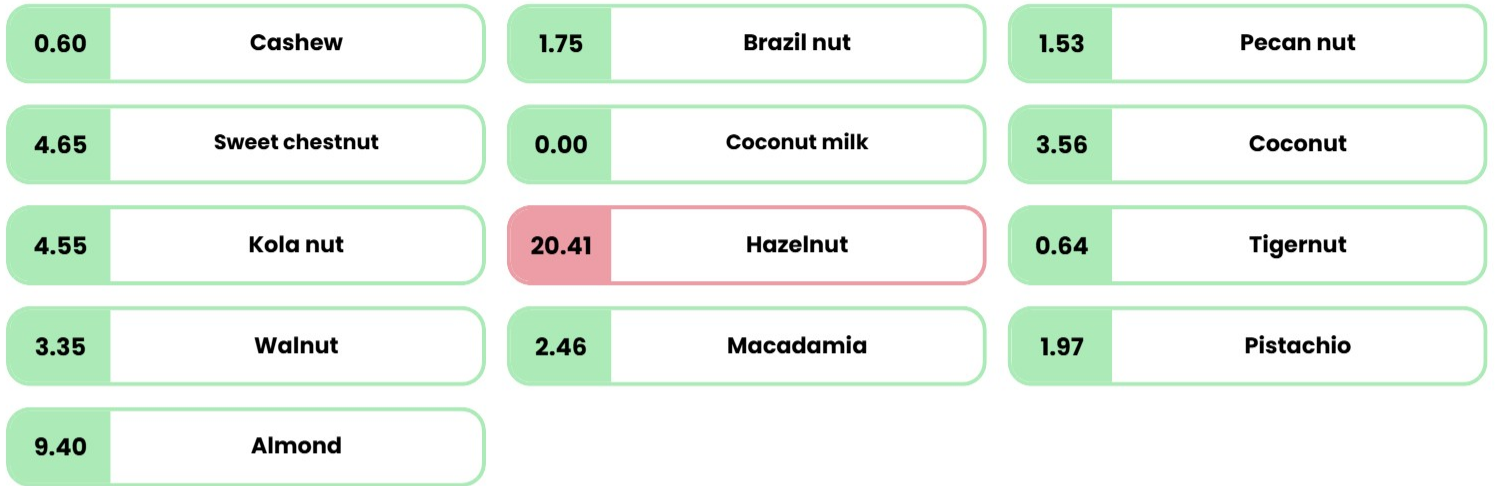 0.60 Cashew
1.75 Brazil nut
1.53 Pecan nut
4.65 Sweet chestnut
0.00 Coconut milk
3.56 Coconut
4.55 Kola nut
20.41 Hazelnut
0.64 Tigernut
3.35 Walnut
2.46 Macadamia
1.97 Pistachio
9.40 Almond